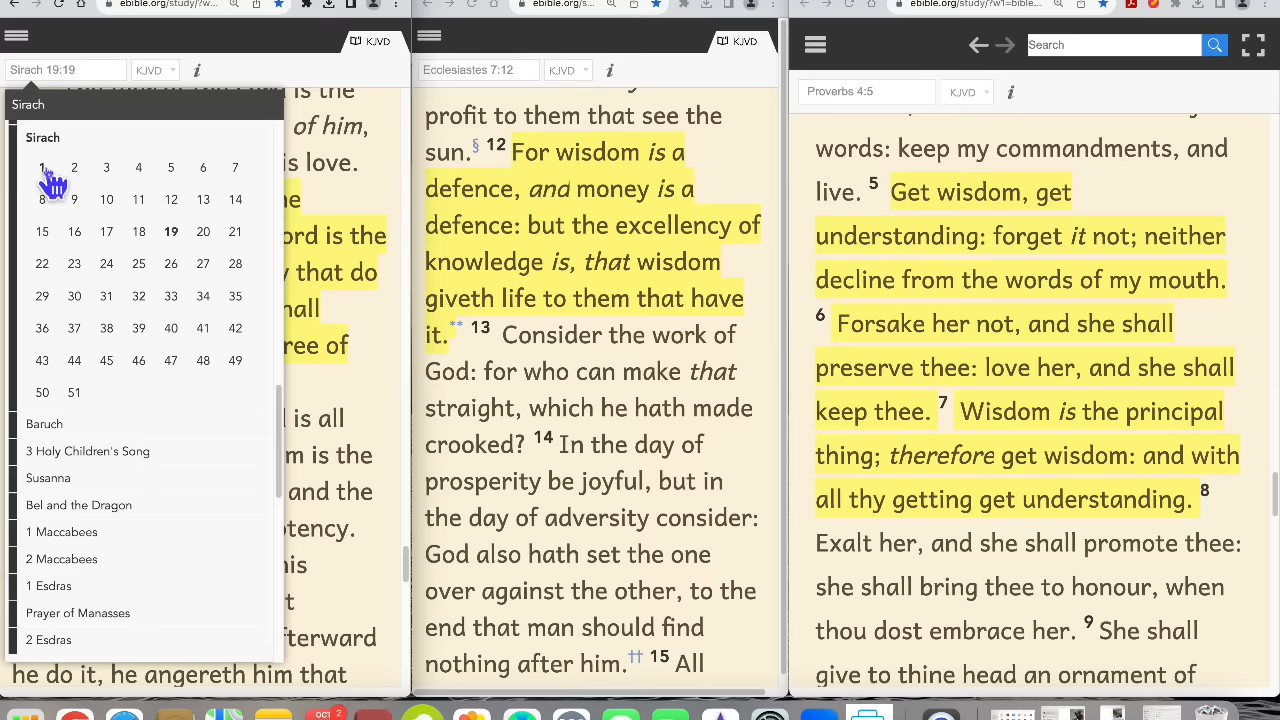 ebible.org/study/?w
Sirach 19:19
KJVD
i
KJVD
Sirach
Sirach
1 2 3 4 5 6 7
8 9 10 11 12 13 14
15 16 17 18 19 20 21
22 23 24 25 26 27 28
29 30 31 32 33 34 35
36 37 38 39 40 41 42
43 44 45 46 47 48 49
50 51
Baruch
3 Holy Children's Song
Susanna
Bel and the Dragon
1 Maccabees
2 Maccabees
1 Esdras
Prayer of Manasses
2 Esdras
is the
of him,
is love.
ord is the
that do
hall
ree of
is all
m is the
and the
otency.
his
t
fterward
he do it, he angereth him that
OCT 2
ebible.org/s...
KJVD
Ecclesiastes 7:12
KJVD
i
profit to them that see the
sun.§ 12 For wisdom is a
defence, and money is a
defence: but the excellency of
knowledge is, that wisdom
giveth life to them that have
it.** 13 Consider the work of
God: for who can make that
straight, which he hath made
crooked? 14 In the day of
prosperity be joyful, but in
the day of adversity consider:
God also hath set the one
over against the other, to the
end that man should find
nothing after him.†† 15 All
ebible.org/study/?w1=bible...
Search
Proverbs 4:5
KJVD
i
words: keep my commandments, and
live. 5 Get wisdom, get
understanding: forget it not; neither
decline from the words of my mouth.
6 Forsake her not, and she shall
preserve thee: love her, and she shall
keep thee. 7 Wisdom is the principal
thing; therefore get wisdom: and with
all thy getting get understanding. 8
Exalt her, and she shall promote thee:
she shall bring thee to honour, when
thou dost embrace her. 9 She shall
give to thine head an ornament of